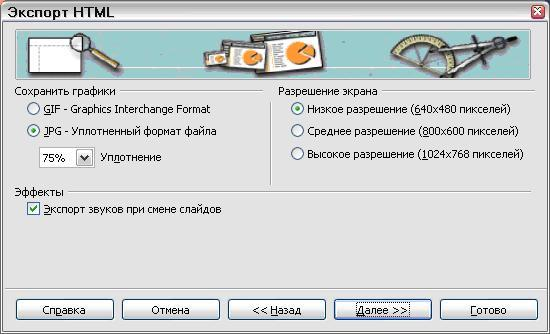 Экспорт HTML
Сохранить графики
GIF - Graphics Interchange Format
JPG - Уплотненный формат файла
75% Уплотнение
Разрешение экрана
Низкое разрешение (640x480 пикселей)
Среднее разрешение (800x600 пикселей)
Высокое разрешение (1024x768 пикселей)
Эффекты
Экспорт звуков при смене слайдов
Справка
Отмена
<< Назад
Далее >>
Готово